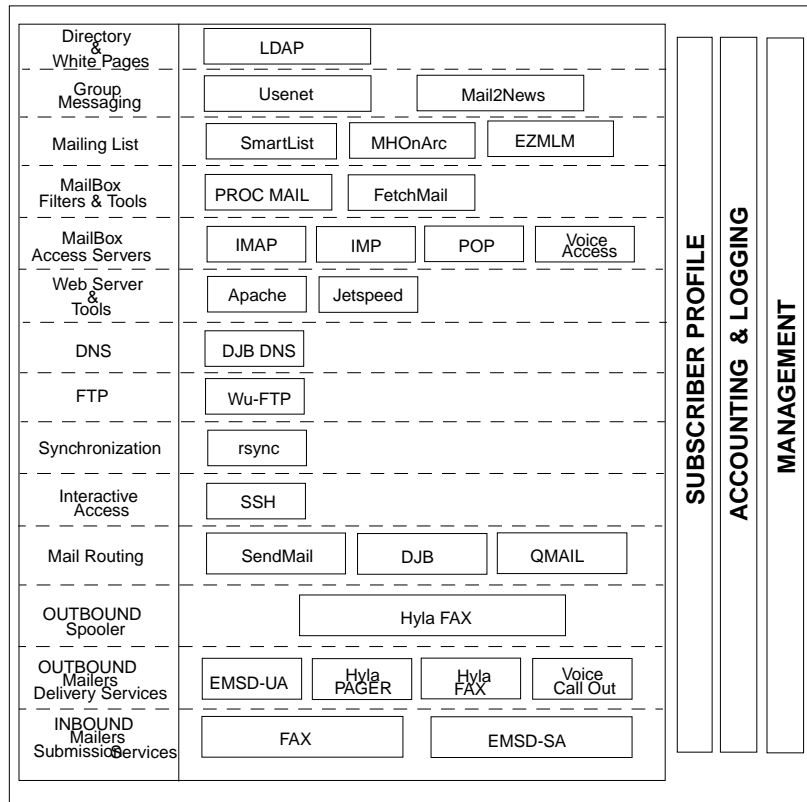 Directory
&
White Pages
LDAP
Group
Messaging
Usenet
Mail2News
Mailing List
SmartList
MHOnArc
EZMLM
MailBox
Filters & Tools
PROC MAIL
FetchMail
MailBox
Access Servers
IMAP
IMP
POP
Voice
Access
Web Server
&
Tools
Apache
Jetspeed
DNS
DJB DNS
FTP
Wu-FTP
Synchronization
rsync
Interactive
Access
SSH
Mail Routing
SendMail
DJB
QMAIL
OUTBOUND
Spooler
Hyla FAX
OUTBOUND
Mailers
Delivery Services
EMSD-UA
Hyla
PAGER
Hyla
FAX
Voice
Call Out
INBOUND
Mailers
Submission Services
FAX
EMSD-SA
SUBSCRIBER PROFILE
ACCOUNTING & LOGGING
MANAGEMENT